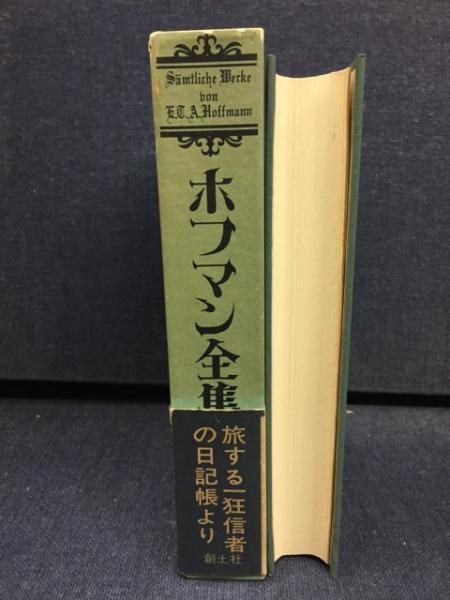 Sämtliche Werke
von
E.T.A. Hoffmann
ホフマン全集
旅する一狂信者
の日記帳より
創土社